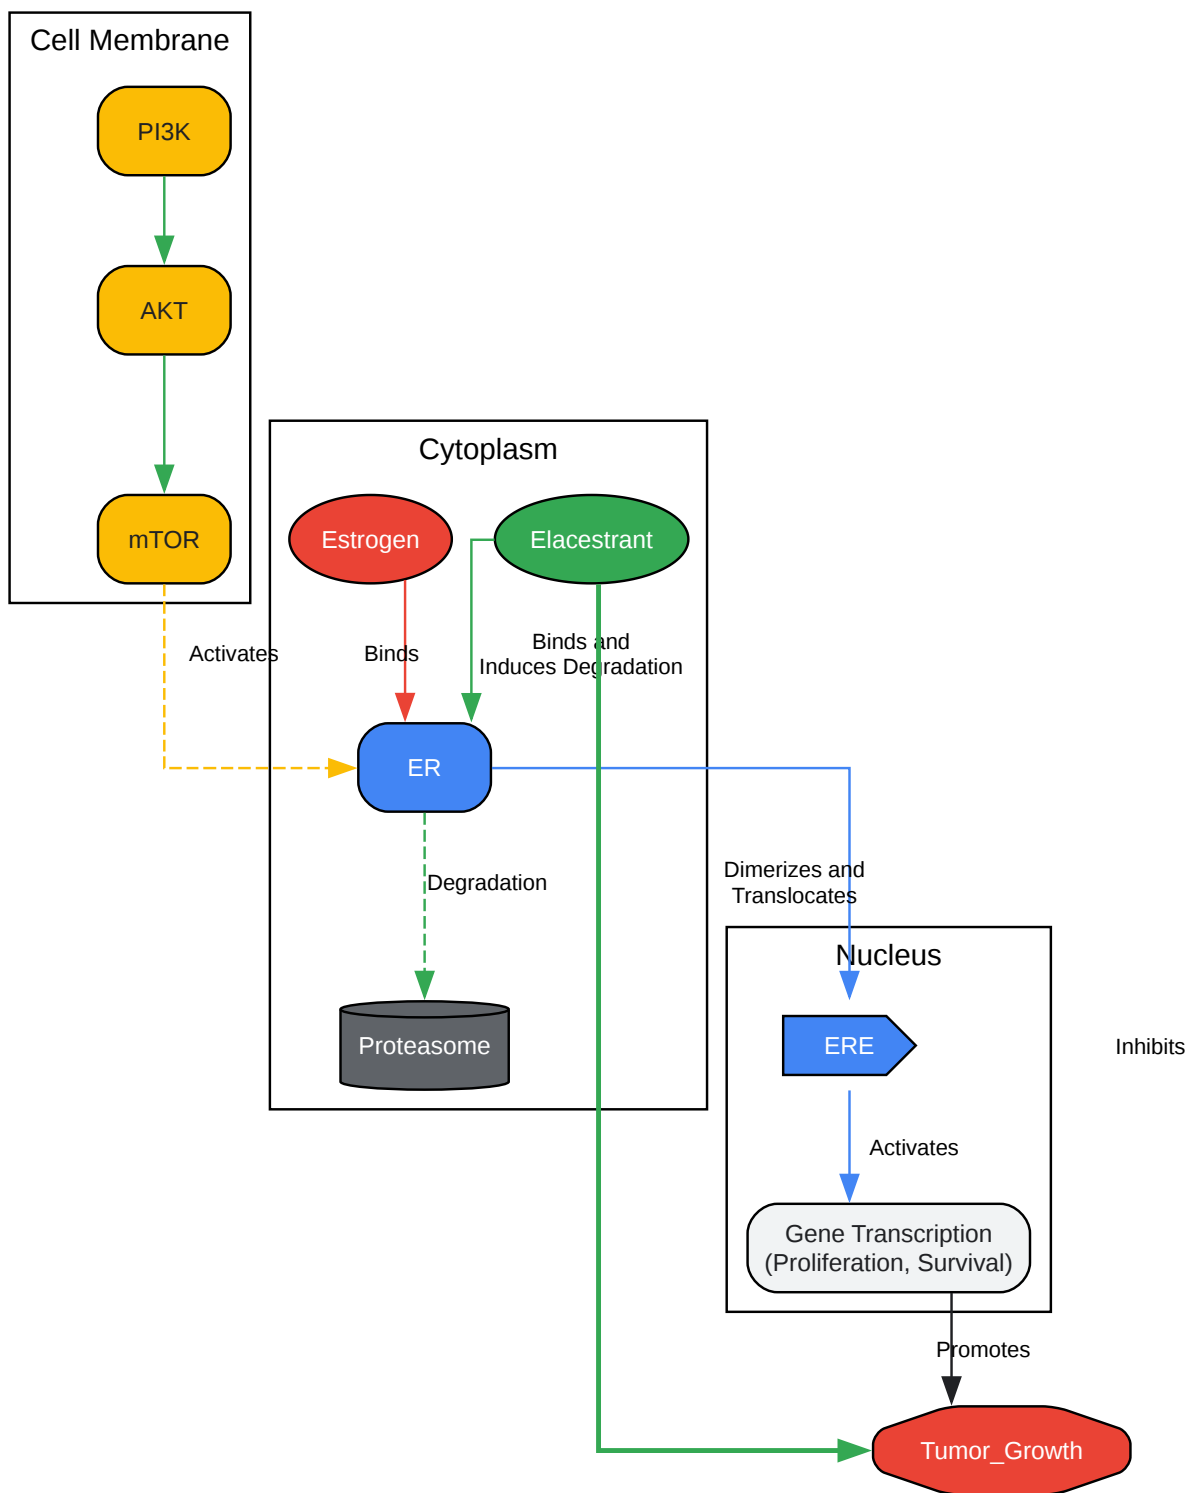 Cell Membrane
PI3K
AKT
Cytoplasm
mTOR
Estrogen
Elacestrant
Activates
Binds
Binds and
Induces Degradation
ER
Degradation
Dimerizes and
Translocates
Nucleus
Proteasome
ERE
Inhibits
Activates
Gene Transcription
(Proliferation, Survival)
Promotes
Tumor_Growth